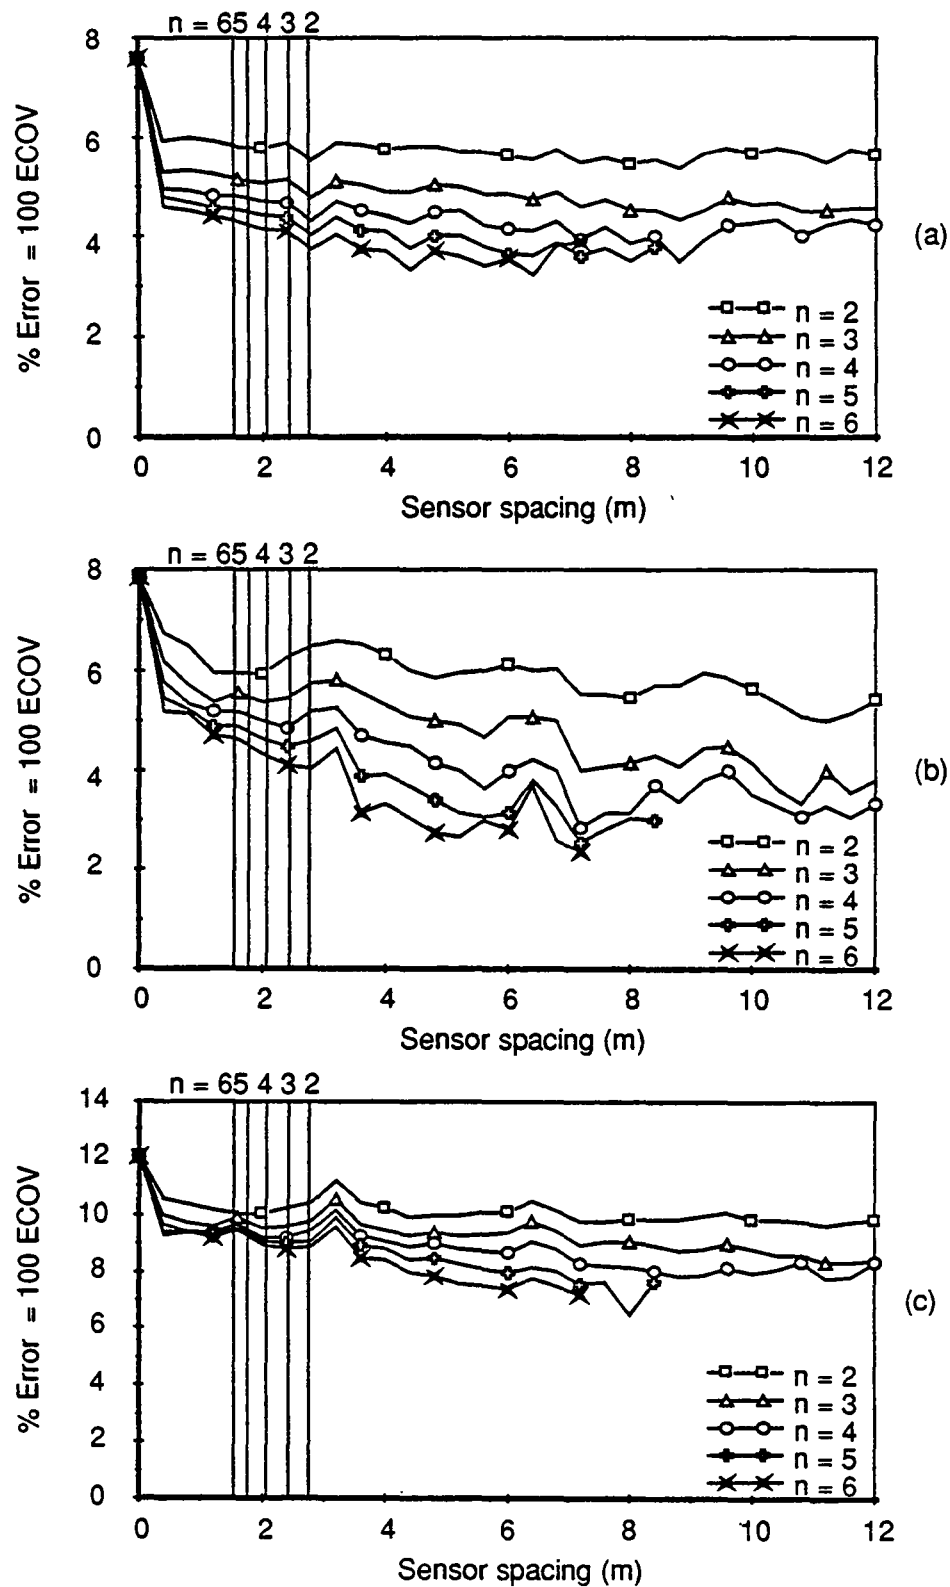 n = 65 4 3 2
8
6
4
2
0
% Error = 100 ECOV
0 2 4 6 8 10 12
Sensor spacing (m)
n = 2
n = 3
n = 4
n = 5
n = 6
(a)
n = 65 4 3 2
8
6
4
2
0
% Error = 100 ECOV
0 2 4 6 8 10 12
Sensor spacing (m)
n = 2
n = 3
n = 4
n = 5
n = 6
(b)
n = 65 4 3 2
14
12
10
8
6
4
2
0
% Error = 100 ECOV
0 2 4 6 8 10 12
Sensor spacing (m)
n = 2
n = 3
n = 4
n = 5
n = 6
(c)